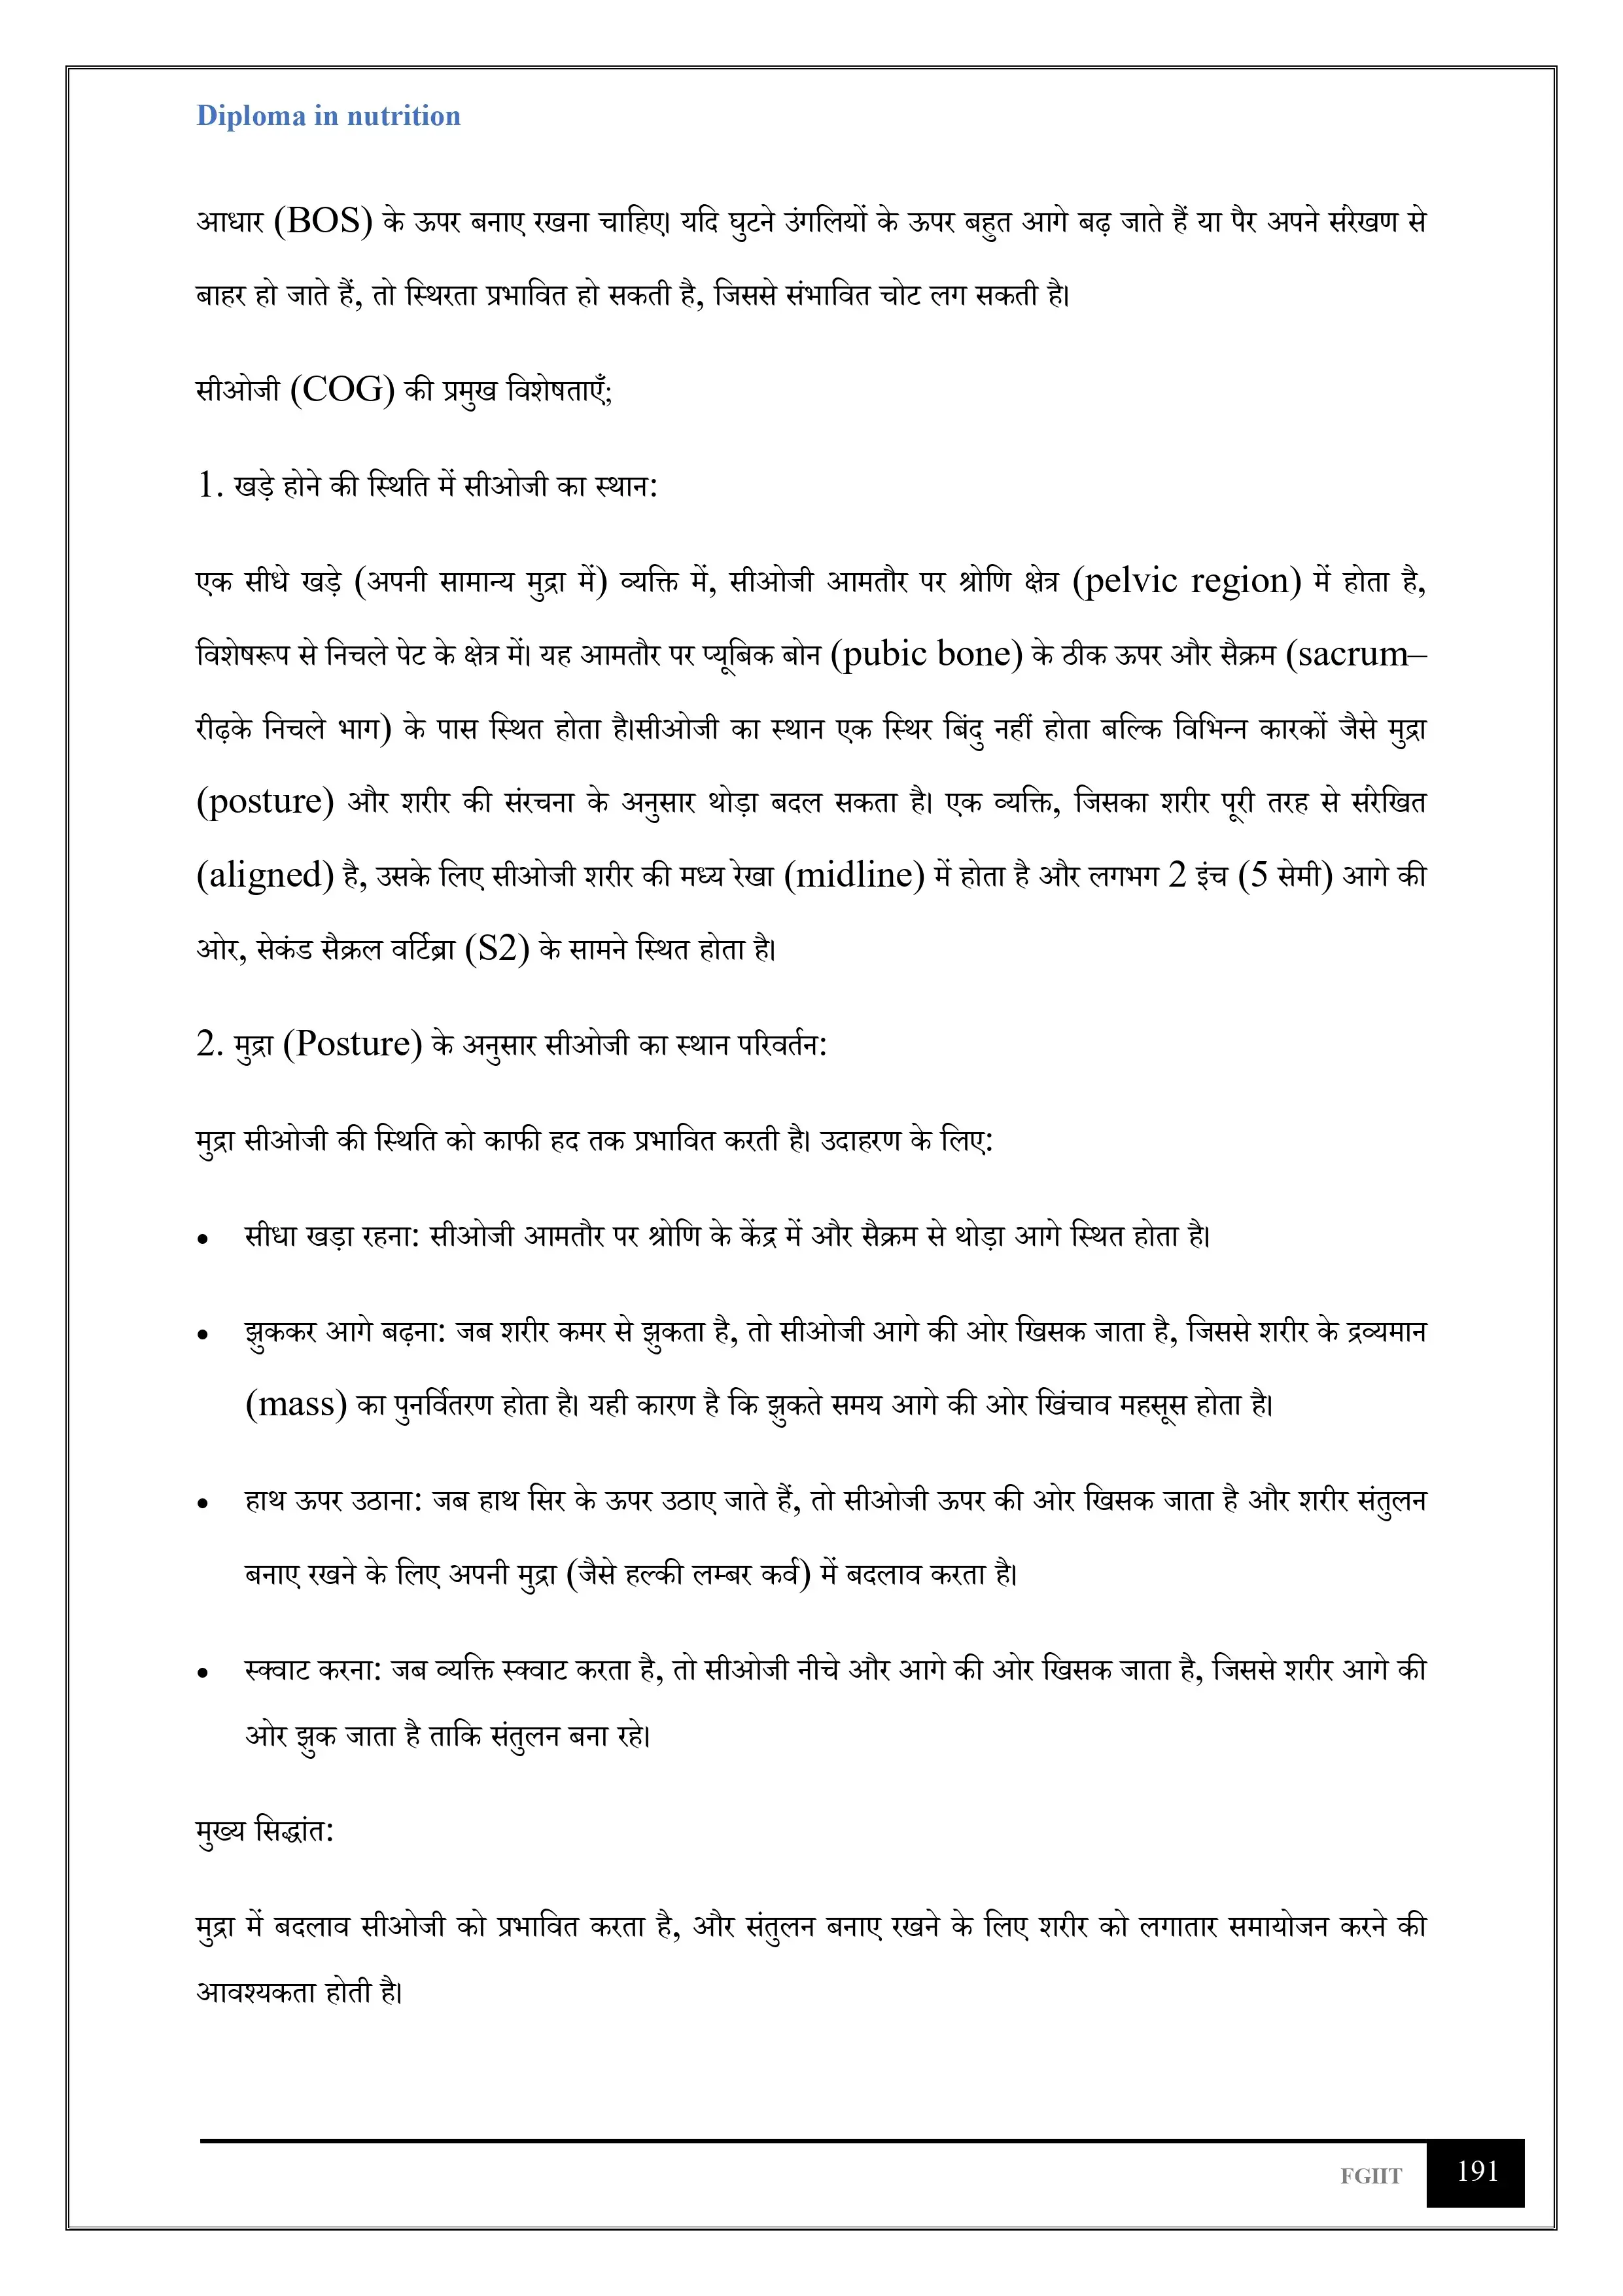 Diploma in nutrition
आधार (BOS) के ऊपर बनाए रखना चाहिए। यदि घुटने उंगलियों के ऊपर बहुत आगे बढ़ जाते हैं या पैर अपने संरेखण से
बाहर हो जाते हैं, तो स्थिरता प्रभावित हो सकती है, जिससे संभावित चोट लग सकती है।
सीओजी (COG) की प्रमुख विशेषताएँ;
1. खड़े होने की स्थिति में सीओजी का स्थान:
एक सीधे खड़े (अपनी सामान्य मुद्रा में) व्यक्ति में, सीओजी आमतौर पर श्रोणि क्षेत्र (pelvic region) में होता है,
विशेषरूप से निचले पेट के क्षेत्र में। यह आमतौर पर प्यूबिक बोन (pubic bone) के ठीक ऊपर और सैक्रम (sacrum–
रीढ़के निचले भाग) के पास स्थित होता है।सीओजी का स्थान एक स्थिर बिंदु नहीं होता बल्कि विभिन्न कारकों जैसे मुद्रा
(posture) और शरीर की संरचना के अनुसार थोड़ा बदल सकता है। एक व्यक्ति, जिसका शरीर पूरी तरह से संरेखित
(aligned) है, उसके लिए सीओजी शरीर की मध्य रेखा (midline) में होता है और लगभग 2 इंच (5 सेमी) आगे की
ओर, सेकंड सैक्रल वर्टिब्रा (S2) के सामने स्थित होता है।
2. मुद्रा (Posture) के अनुसार सीओजी का स्थान परिवर्तन:
मुद्रा सीओजी की स्थिति को काफी हद तक प्रभावित करती है। उदाहरण के लिए:
• सीधा खड़ा रहना: सीओजी आमतौर पर श्रोणि के केंद्र में और सैक्रम से थोड़ा आगे स्थित होता है।
• झुककर आगे बढ़ना: जब शरीर कमर से झुकता है, तो सीओजी आगे की ओर खिसक जाता है, जिससे शरीर के द्रव्यमान
(mass) का पुनर्वितरण होता है। यही कारण है कि झुकते समय आगे की ओर खिंचाव महसूस होता है।
• हाथ ऊपर उठाना: जब हाथ सिर के ऊपर उठाए जाते हैं, तो सीओजी ऊपर की ओर खिसक जाता है और शरीर संतुलन
बनाए रखने के लिए अपनी मुद्रा (जैसे हल्की लम्बर कर्व) में बदलाव करता है।
• स्क्वाट करना: जब व्यक्ति स्क्वाट करता है, तो सीओजी नीचे और आगे की ओर खिसक जाता है, जिससे शरीर आगे की
ओर झुक जाता है ताकि संतुलन बना रहे।
मुख्य सिद्धांत:
मुद्रा में बदलाव सीओजी को प्रभावित करता है, और संतुलन बनाए रखने के लिए शरीर को लगातार समायोजन करने की
आवश्यकता होती है।
FGIIT 191